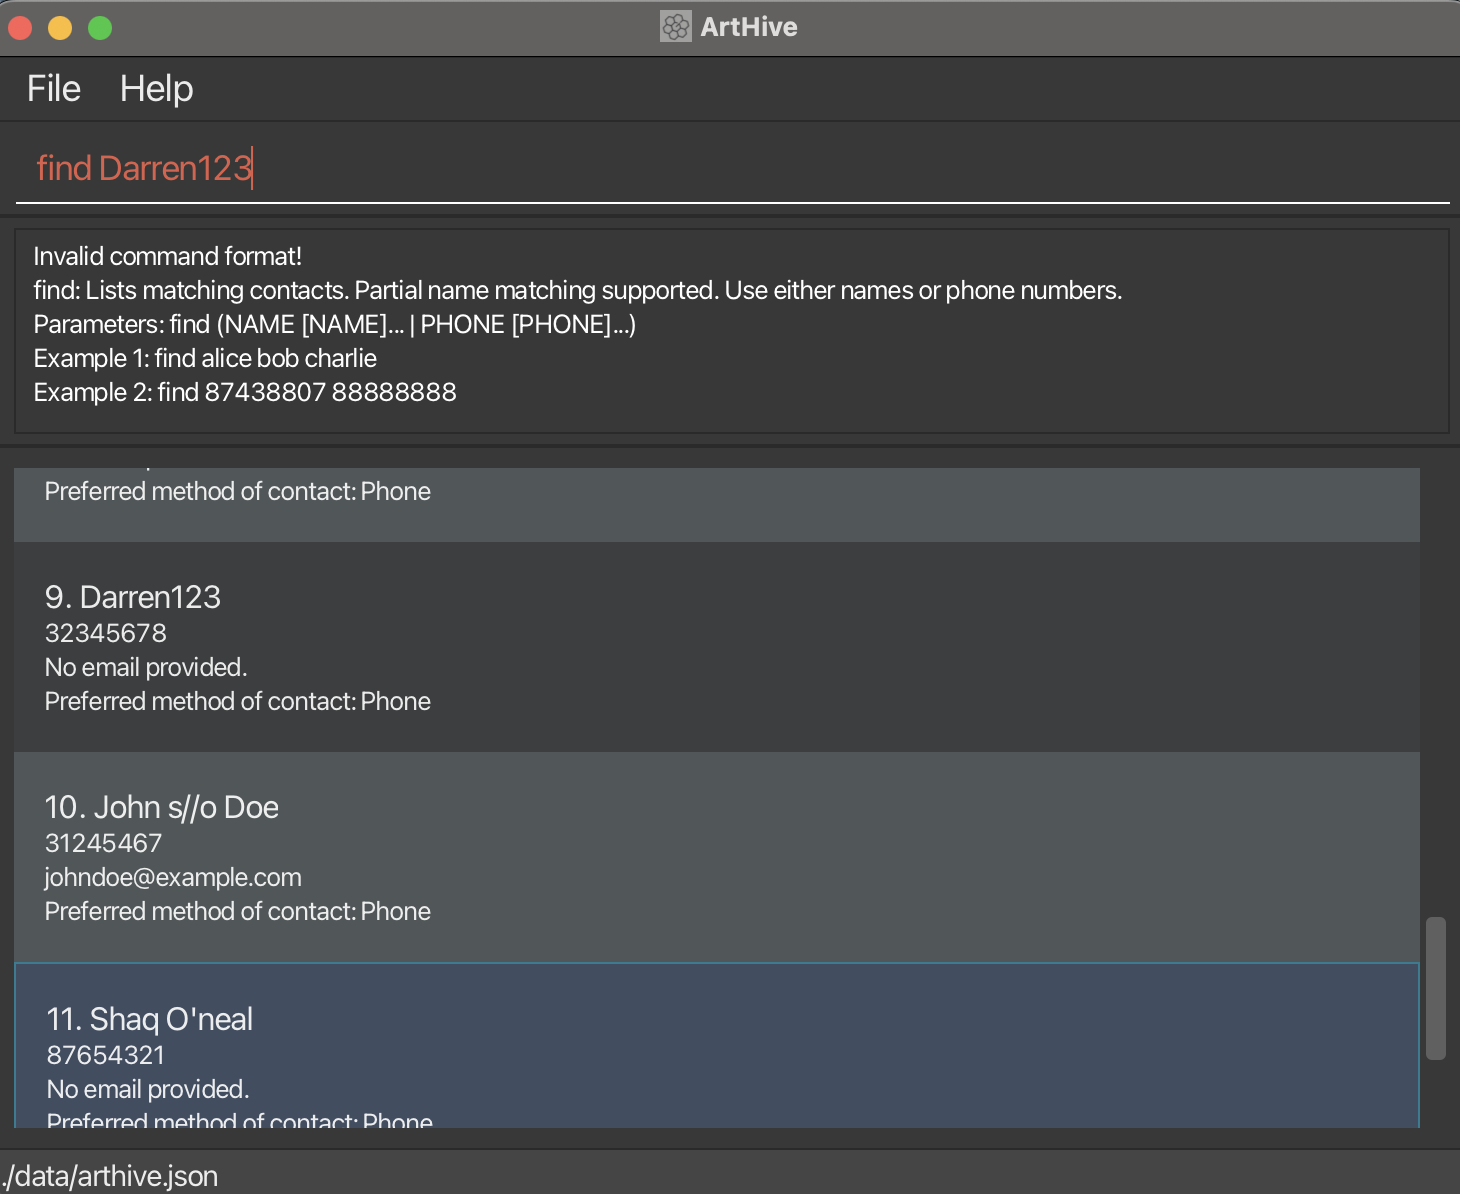 ArtHive
File Help
find Darren123
Invalid command format!
find: Lists matching contacts. Partial name matching supported. Use either names or phone numbers.
Parameters: find (NAME [NAME]... | PHONE [PHONE]...)
Example 1: find alice bob charlie
Example 2: find 87438807 88888888
Preferred method of contact: Phone
9. Darren123
32345678
No email provided.
Preferred method of contact: Phone
10. John s//o Doe
31245467
johndoe@example.com
Preferred method of contact: Phone
11. Shaq O'neal
87654321
No email provided.
Preferred method of contact: Phone
./data/arthive.json